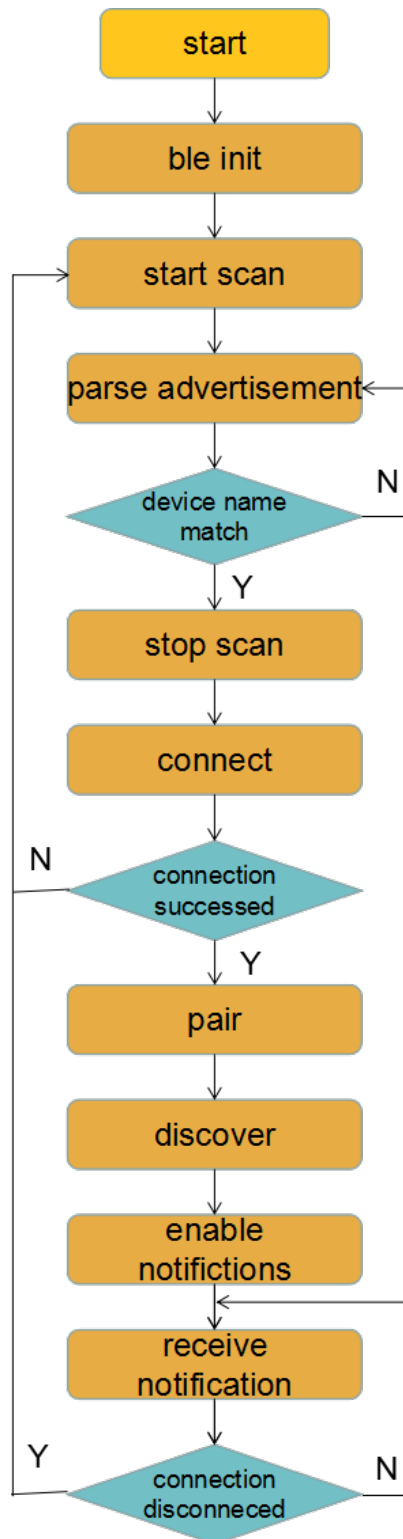 start
ble init
start scan
parse advertisement
device name
match
N
Y
stop scan
connect
N
connection
successed
Y
pair
discover
enable
notifictions
receive
notification
Y
connection
disconneced
N